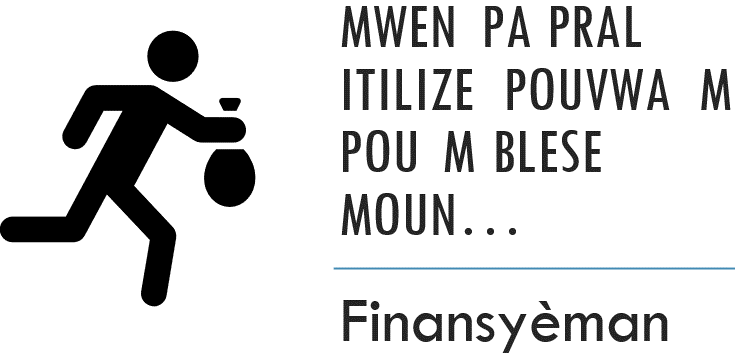 MWEN PA PRAL
ITILIZE POUVWA M
POU M BLESE
MOUN...
Finansyèman